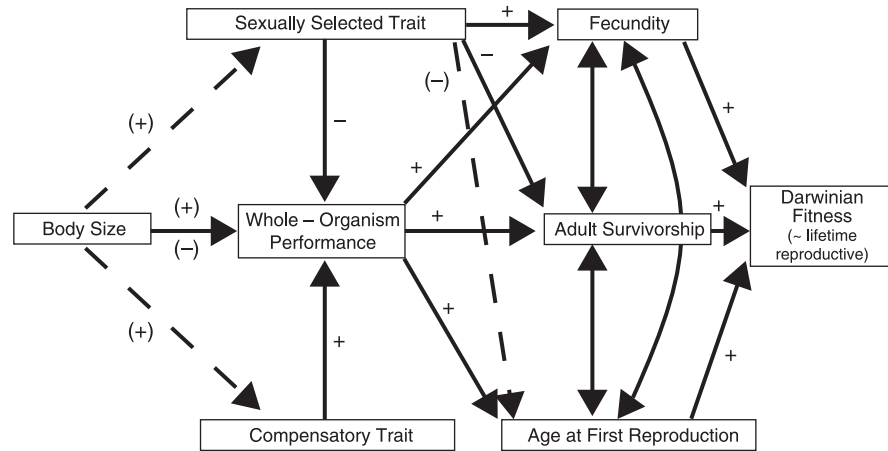 Sexually Selected Trait
+
Fecundity
−
(−)
(+)
−
+
+
(+)
Body Size
(−)
Whole – Organism
Performance
+
Adult Survivorship
+
Darwinian
Fitness
(~ lifetime
reproductive)
(+)
+
+
+
Compensatory Trait
Age at First Reproduction